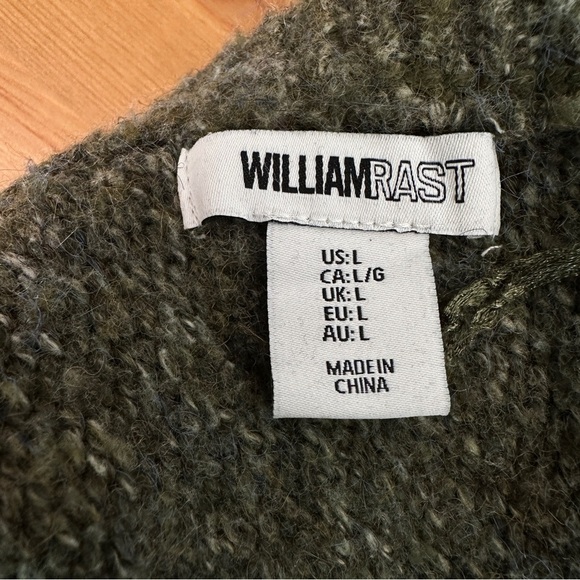 WILLIAMRAST
US: L
CA: L/G
UK: L
EU: L
AU: L
MADE IN
CHINA